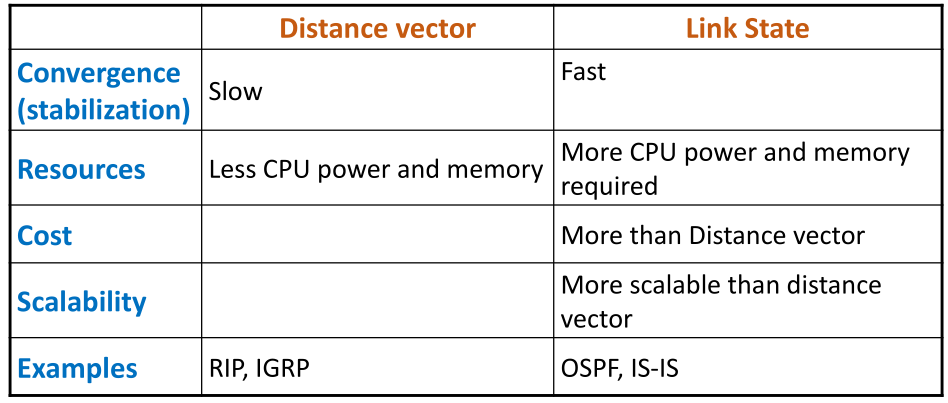 Distance vector
Link State
Convergence
(stabilization)
Slow
Fast
Resources
Less CPU power and memory
More CPU power and memory
required
Cost
More than Distance vector
Scalability
More scalable than distance
vector
Examples
RIP, IGRP
OSPF, IS-IS